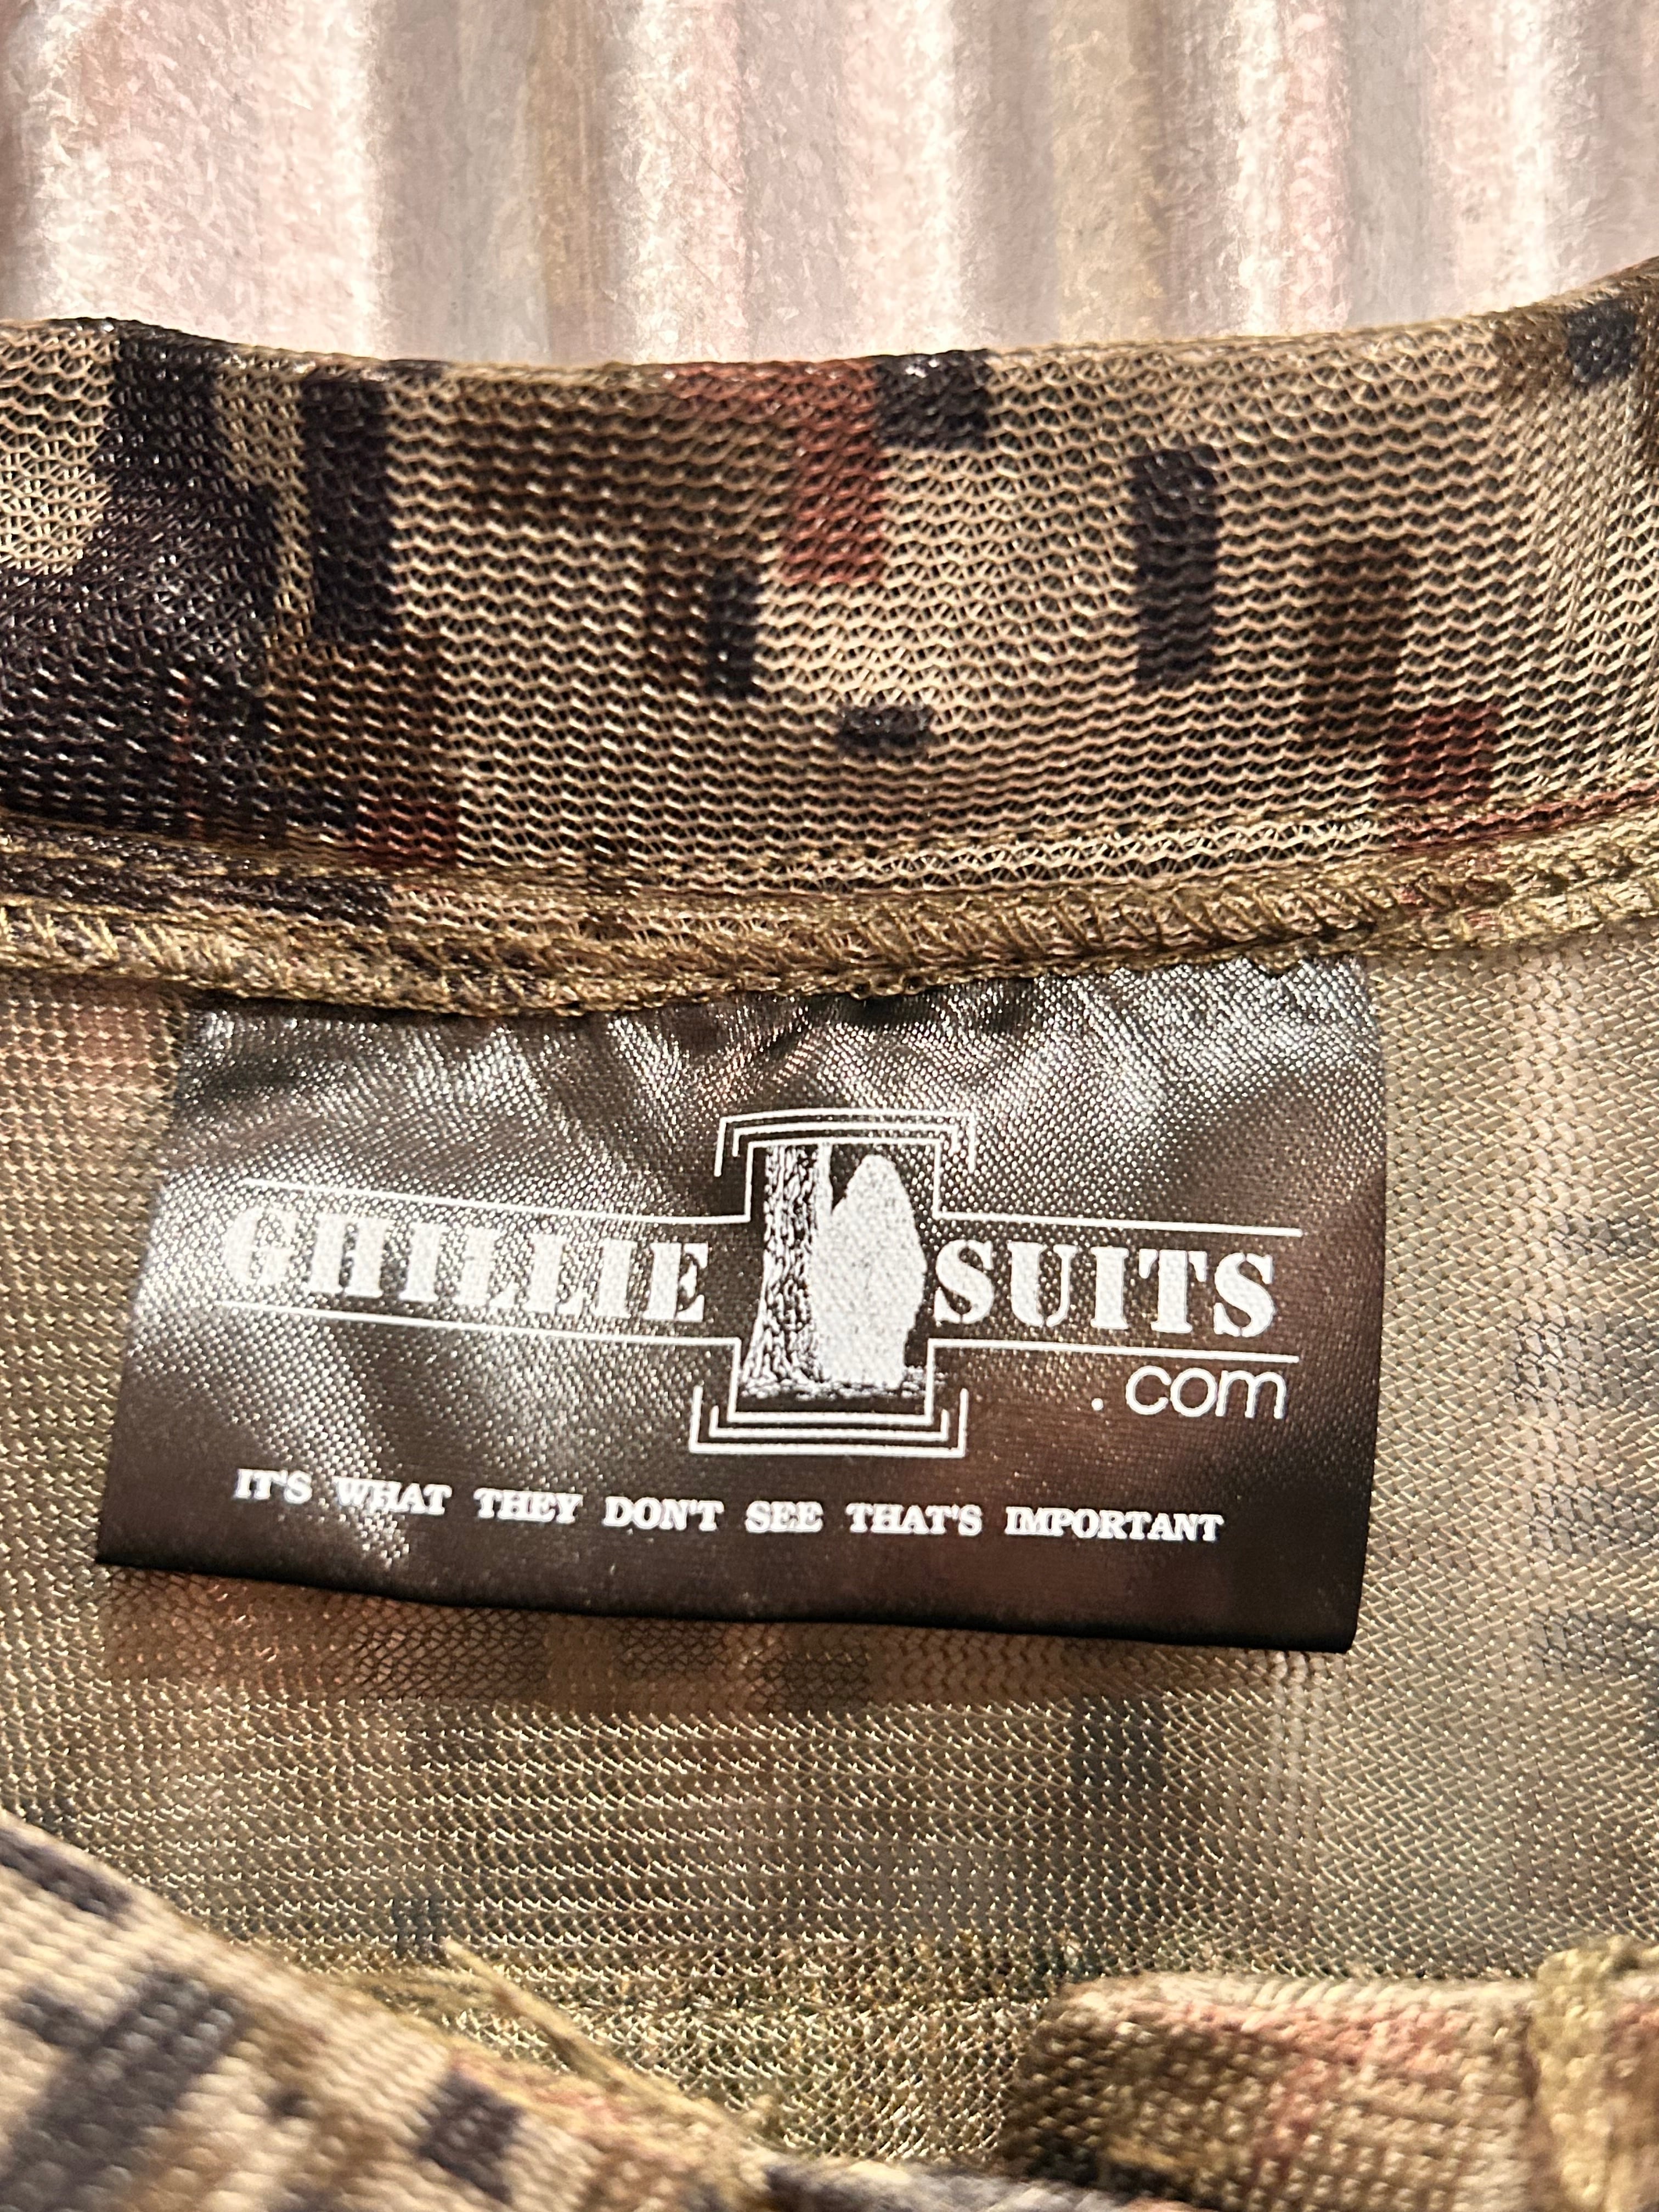 GHILLIE SUITS
.com
IT'S WHAT THEY DON'T SEE THAT'S IMPORTANT